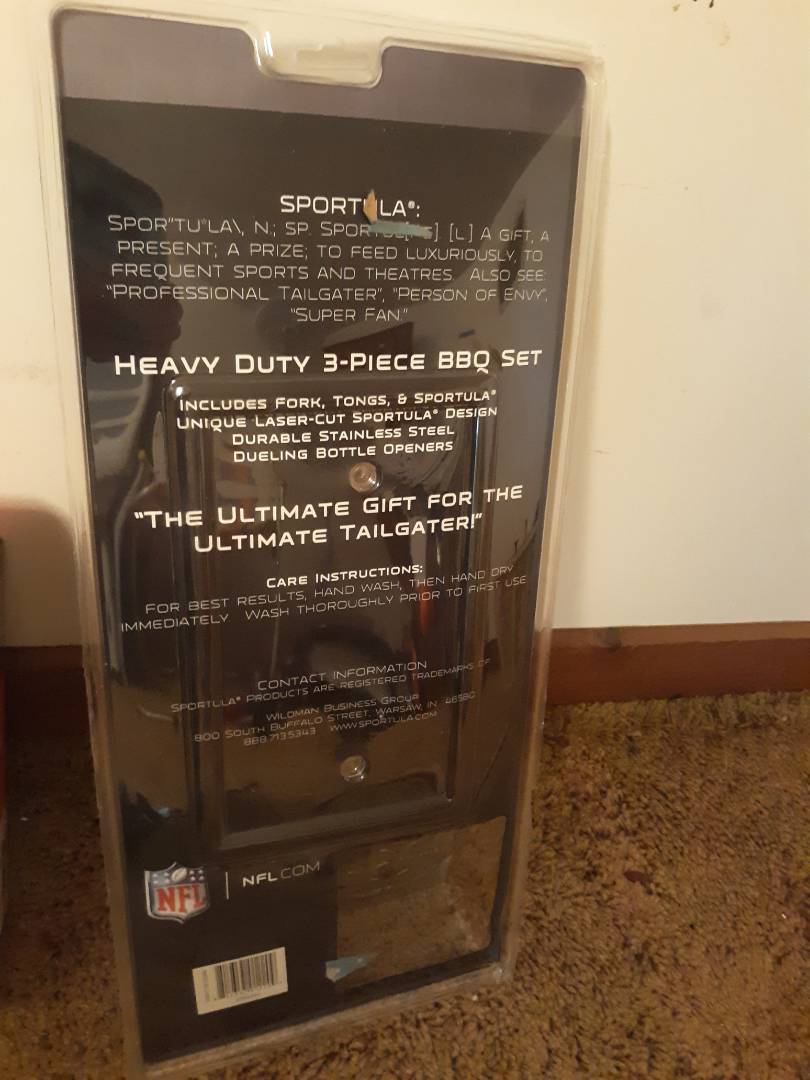 SPORTULA®:
SPOR"TU*LA\, N.; SP. [L] A GIFT, A
PRESENT; A PRIZE; TO FEED LUXURIOUSLY, TO
FREQUENT SPORTS AND THEATRES. ALSO SEE:
"PROFESSIONAL TAILGATER", "PERSON OF ENVY",
"SUPER FAN."
HEAVY DUTY 3-PIECE BBQ SET
INCLUDES FORK, TONGS, & SPORTULA®
UNIQUE LASER-CUT SPORTULA® DESIGN
DURABLE STAINLESS STEEL
DUELING BOTTLE OPENERS
"THE ULTIMATE GIFT FOR THE
ULTIMATE TAILGATER!"
CARE INSTRUCTIONS:
FOR BEST RESULTS, HAND WASH, THEN HAND DRY
IMMEDIATELY WASH THOROUGHLY PRIOR TO FIRST USE
CONTACT INFORMATION
SPORTULA® PRODUCTS ARE REGISTERED TRADEMARKS OF
WILDMAN BUSINESS GROUP
800 SOUTH BUFFALO STREET, WARSAW, IN 46580
888.713.5343 WWW.SPORTULA.COM
NFL | NFL.COM